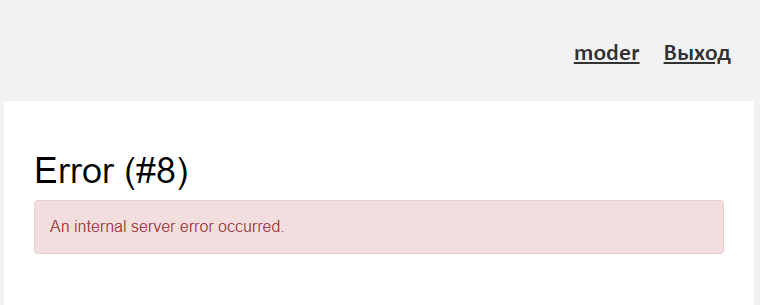 moder Выход
Error (#8)
An internal server error occurred.